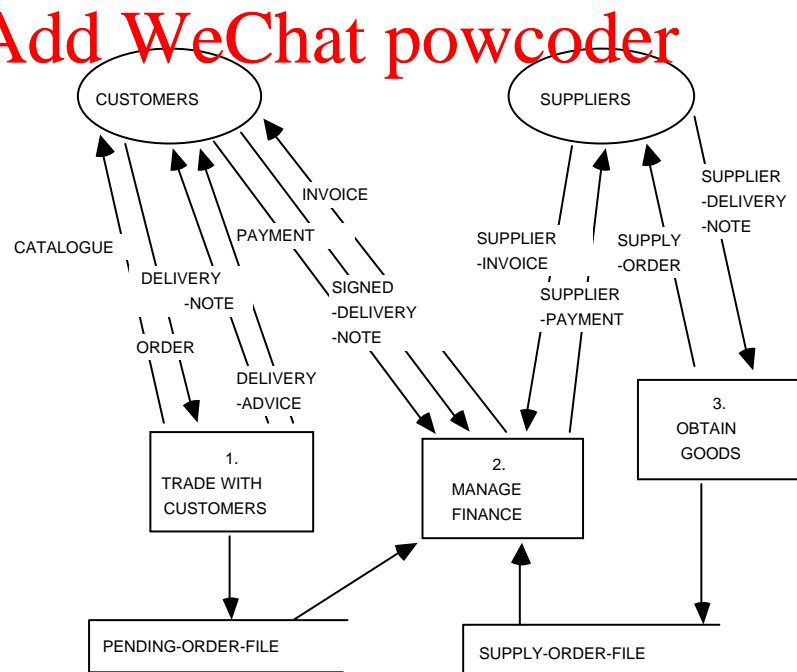 Add WeChat powcoder
CUSTOMERS
SUPPLIERS
INVOICE
SUPPLIER
-DELIVERY
-NOTE
CATALOGUE
PAYMENT
SUPPLIER
-INVOICE
SUPPLY
-ORDER
DELIVERY
-NOTE
SIGNED
-DELIVERY
-NOTE
SUPPLIER
-PAYMENT
ORDER
DELIVERY
-ADVICE
1.
TRADE WITH
CUSTOMERS
2.
MANAGE
FINANCE
3.
OBTAIN
GOODS
PENDING-ORDER-FILE
SUPPLY-ORDER-FILE